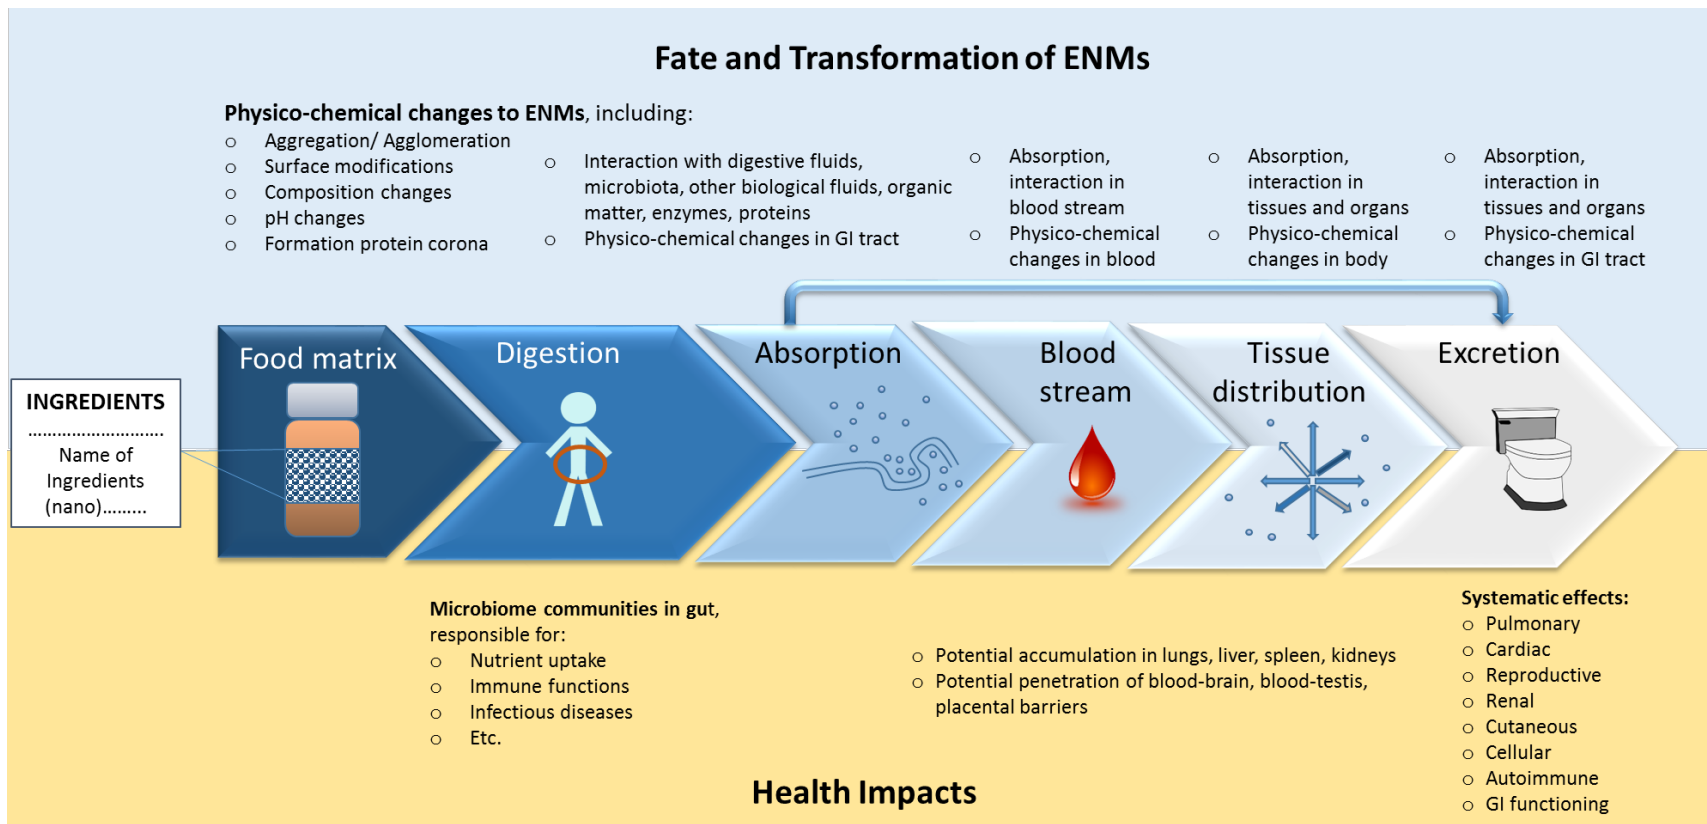 Fate and Transformation of ENMs
Physico-chemical changes to ENMs, including:
o Aggregation/ Agglomeration
o Surface modifications
o Composition changes
o pH changes
o Formation protein corona
o Interaction with digestive fluids,
microbiota, other biological fluids, organic
matter, enzymes, proteins
o Physico-chemical changes in GI tract
o Absorption,
interaction in
blood stream
o Physico-chemical
changes in blood
o Absorption,
interaction in
tissues and organs
o Physico-chemical
changes in body
o Absorption,
interaction in
tissues and organs
o Physico-chemical
changes in GI tract
Food matrix
Digestion
Absorption
Blood
stream
Tissue
distribution
Excretion
INGREDIENTS
............................
Name of
Ingredients
(nano).........
Microbiome communities in gut,
responsible for:
o Nutrient uptake
o Immune functions
o Infectious diseases
o Etc.
o Potential accumulation in lungs, liver, spleen, kidneys
o Potential penetration of blood-brain, blood-testis,
placental barriers
Systematic effects:
o Pulmonary
o Cardiac
o Reproductive
o Renal
o Cutaneous
o Cellular
o Autoimmune
o GI functioning
Health Impacts